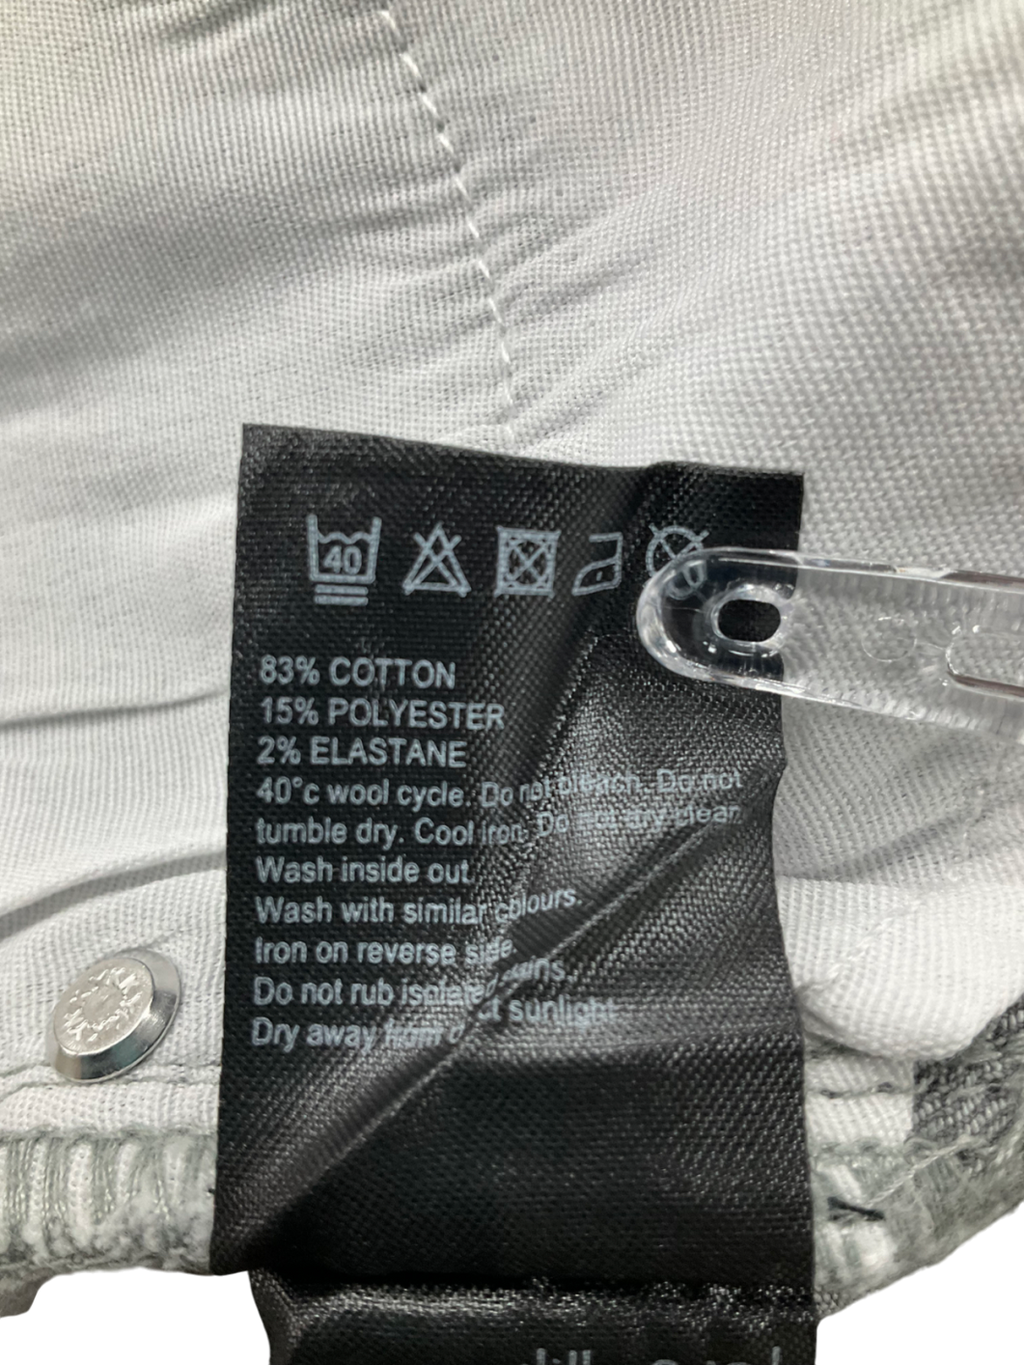 40
83% COTTON
15% POLYESTER
2% ELASTANE
40°c wool cycle. Do not bleach. Do not
tumble dry. Cool iron. Do not dry clean.
Wash inside out.
Wash with similar colours.
Iron on reverse side.
Do not rub isolated
Dry away from sunlight